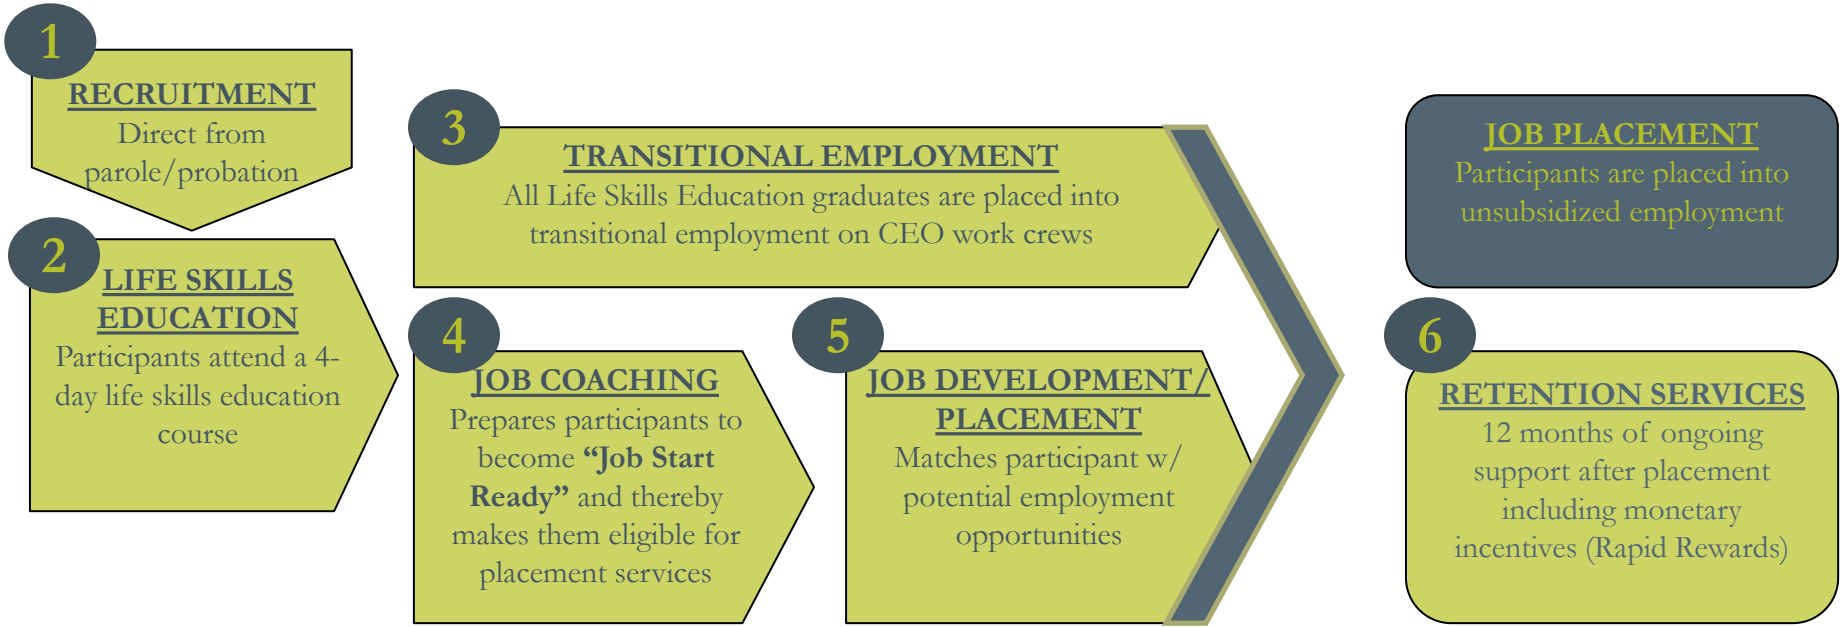 1
RECRUITMENT
Direct from
parole/probation
2
LIFE SKILLS
EDUCATION
Participants attend a 4-
day life skills education
course
3
TRANSITIONAL EMPLOYMENT
All Life Skills Education graduates are placed into
transitional employment on CEO work crews
4
JOB COACHING
Prepares participants to
become “Job Start
Ready” and thereby
makes them eligible for
placement services
5
JOB DEVELOPMENT/
PLACEMENT
Matches participant w/
potential employment
opportunities
JOB PLACEMENT
Participants are placed into
unsubsidized employment
6
RETENTION SERVICES
12 months of ongoing
support after placement
including monetary
incentives (Rapid Rewards)